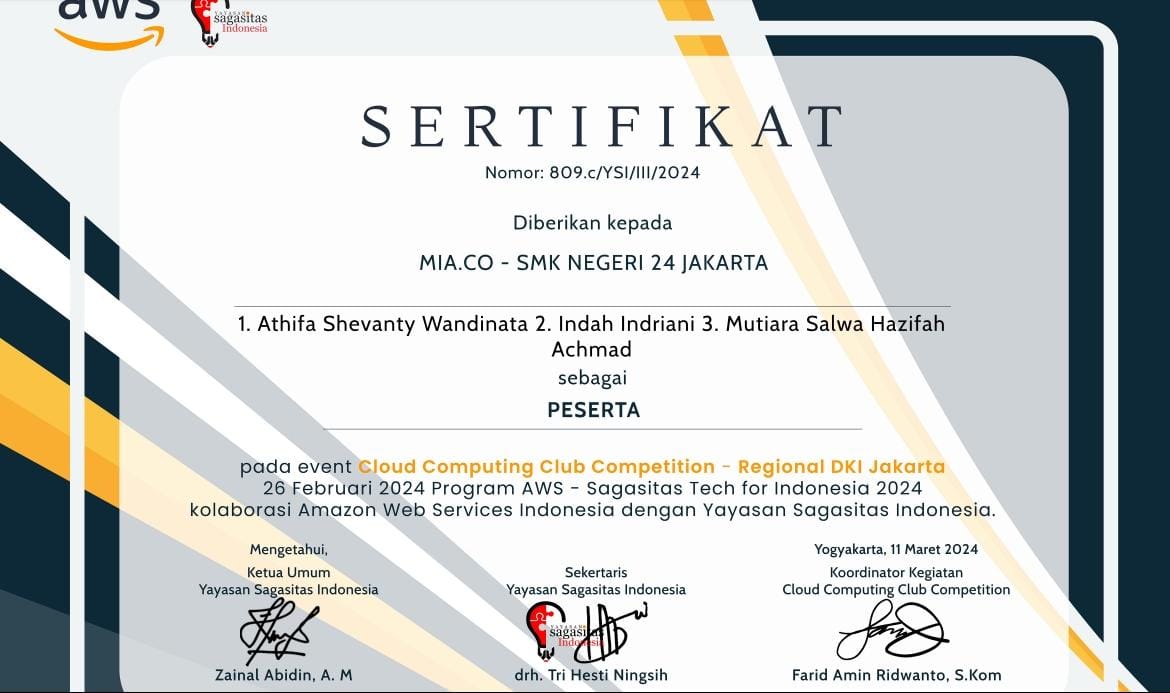 aws
YAYASAN
sagasitas
Indonesia
SERTIFIKAT
Nomor: 809.c/YSI/III/2024
Diberikan kepada
MIA.CO - SMK NEGERI 24 JAKARTA
1. Athifa Shevanty Wandinata 2. Indah Indriani 3. Mutiara Salwa Hazifah
Achmad
sebagai
PESERTA
pada event Cloud Computing Club Competition - Regional DKI Jakarta
26 Februari 2024 Program AWS - Sagasitas Tech for Indonesia 2024
kolaborasi Amazon Web Services Indonesia dengan Yayasan Sagasitas Indonesia.
Mengetahui,
Ketua Umum
Yayasan Sagasitas Indonesia
Zainal Abidin, A. M
Sekertaris
Yayasan Sagasitas Indonesia
YAYASAN
sagasitas
Indonesia
drh. Tri Hesti Ningsih
Yogyakarta, 11 Maret 2024
Koordinator Kegiatan
Cloud Computing Club Competition
Farid Amin Ridwanto, S.Kom